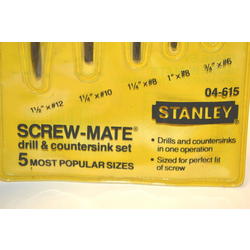 1½" x #12
1¼" x #10
1¼" x #8
1" x #8
¾" x #6
04-615
STANLEY®
SCREW-MATE®
drill & countersink set
5 MOST POPULAR SIZES
• Drills and countersinks
in one operation
• Sized for perfect fit
of screw